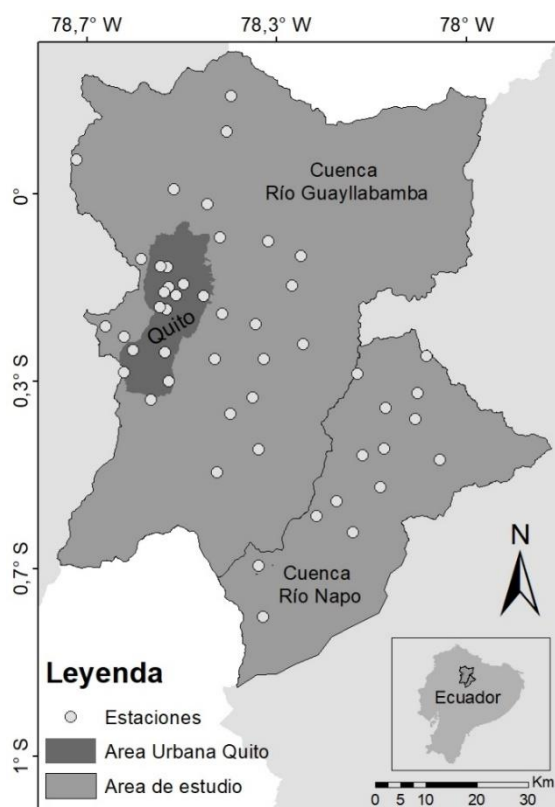 78,7° W
78,3° W
78° W
0°
0,3° S
0,7° S
1° S
Cuenca
Río Guayllabamba
Quito
Cuenca
Río Napo
N
Leyenda
Estaciones
Area Urbana Quito
Area de estudio
Ecuador
Km
0 5 10 20 30